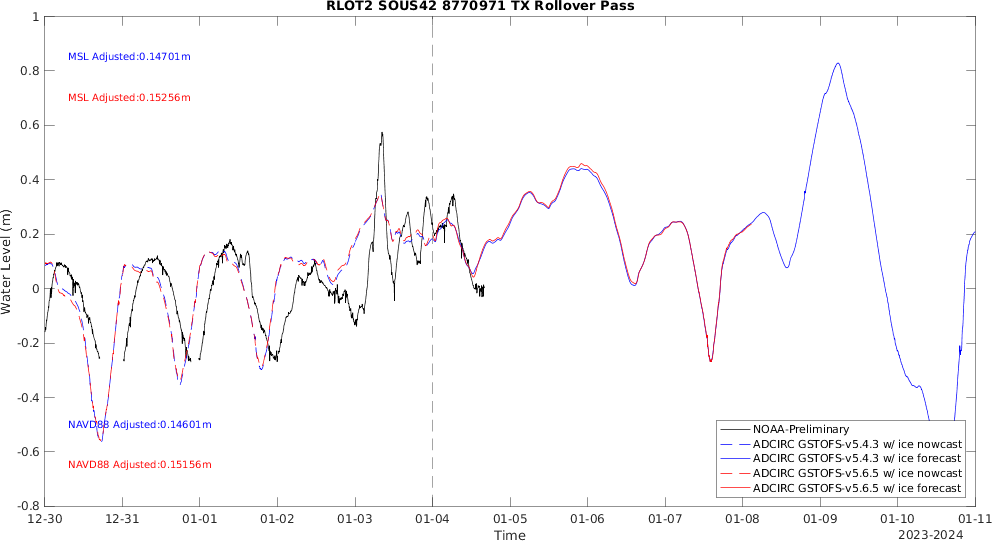 RLOT2 SOUS42 8770971 TX Rollover Pass
1
0.8
0.6
0.4
0.2
0
-0.2
-0.4
-0.6
-0.8
Water Level (m)
MSL Adjusted:0.14701m
MSL Adjusted:0.15256m
NAVD88 Adjusted:0.14601m
NAVD88 Adjusted:0.15156m
NOAA-Preliminary
ADCIRC GSTOFS-v5.4.3 w/ ice nowcast
ADCIRC GSTOFS-v5.4.3 w/ ice forecast
ADCIRC GSTOFS-v5.6.5 w/ ice nowcast
ADCIRC GSTOFS-v5.6.5 w/ ice forecast
12-30 12-31 01-01 01-02 01-03 01-04 01-05 01-06 01-07 01-08 01-09 01-10 01-11
Time
2023-2024